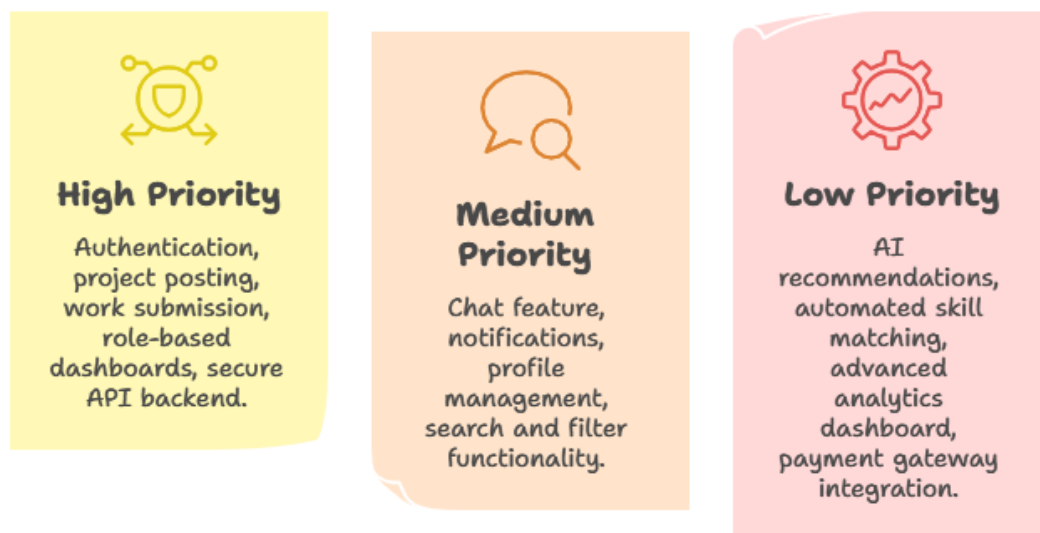 High Priority
Authentication,
project posting,
work submission,
role-based
dashboards, secure
API backend.
Medium
Priority
Chat feature,
notifications,
profile
management,
search and filter
functionality.
Low Priority
AI
recommendations,
automated skill
matching,
advanced
analytics
dashboard,
payment gateway
integration.